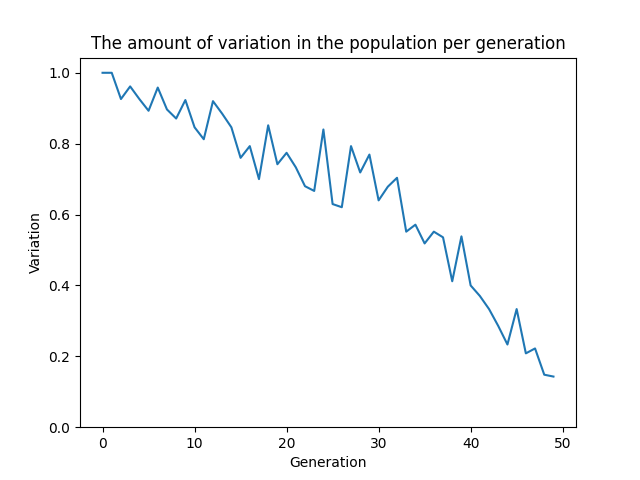 The amount of variation in the population per generation
1.0
0.8
0.6
0.4
0.2
0.0
Variation
0 10 20 30 40 50
Generation